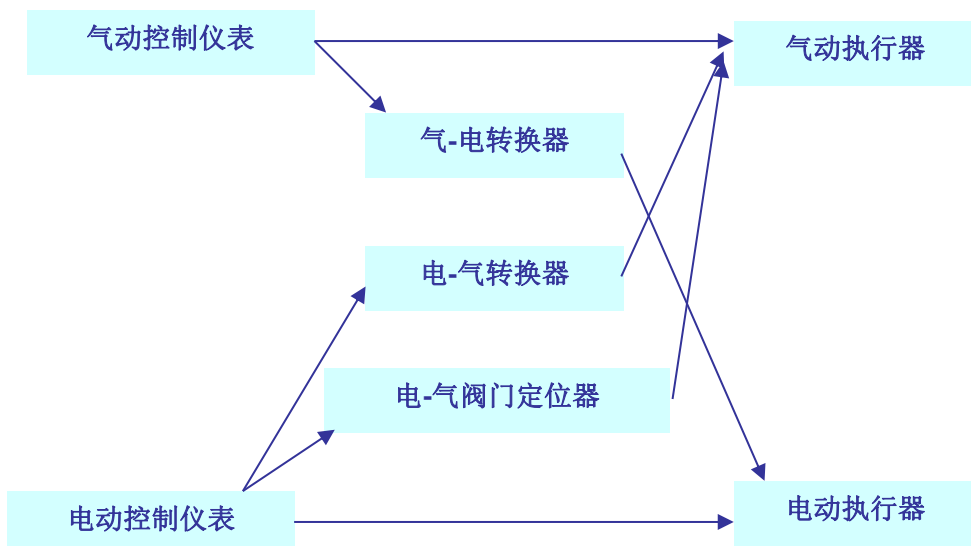 气动控制仪表
气动执行器
气-电转换器
电-气转换器
电-气阀门定位器
电动控制仪表
电动执行器